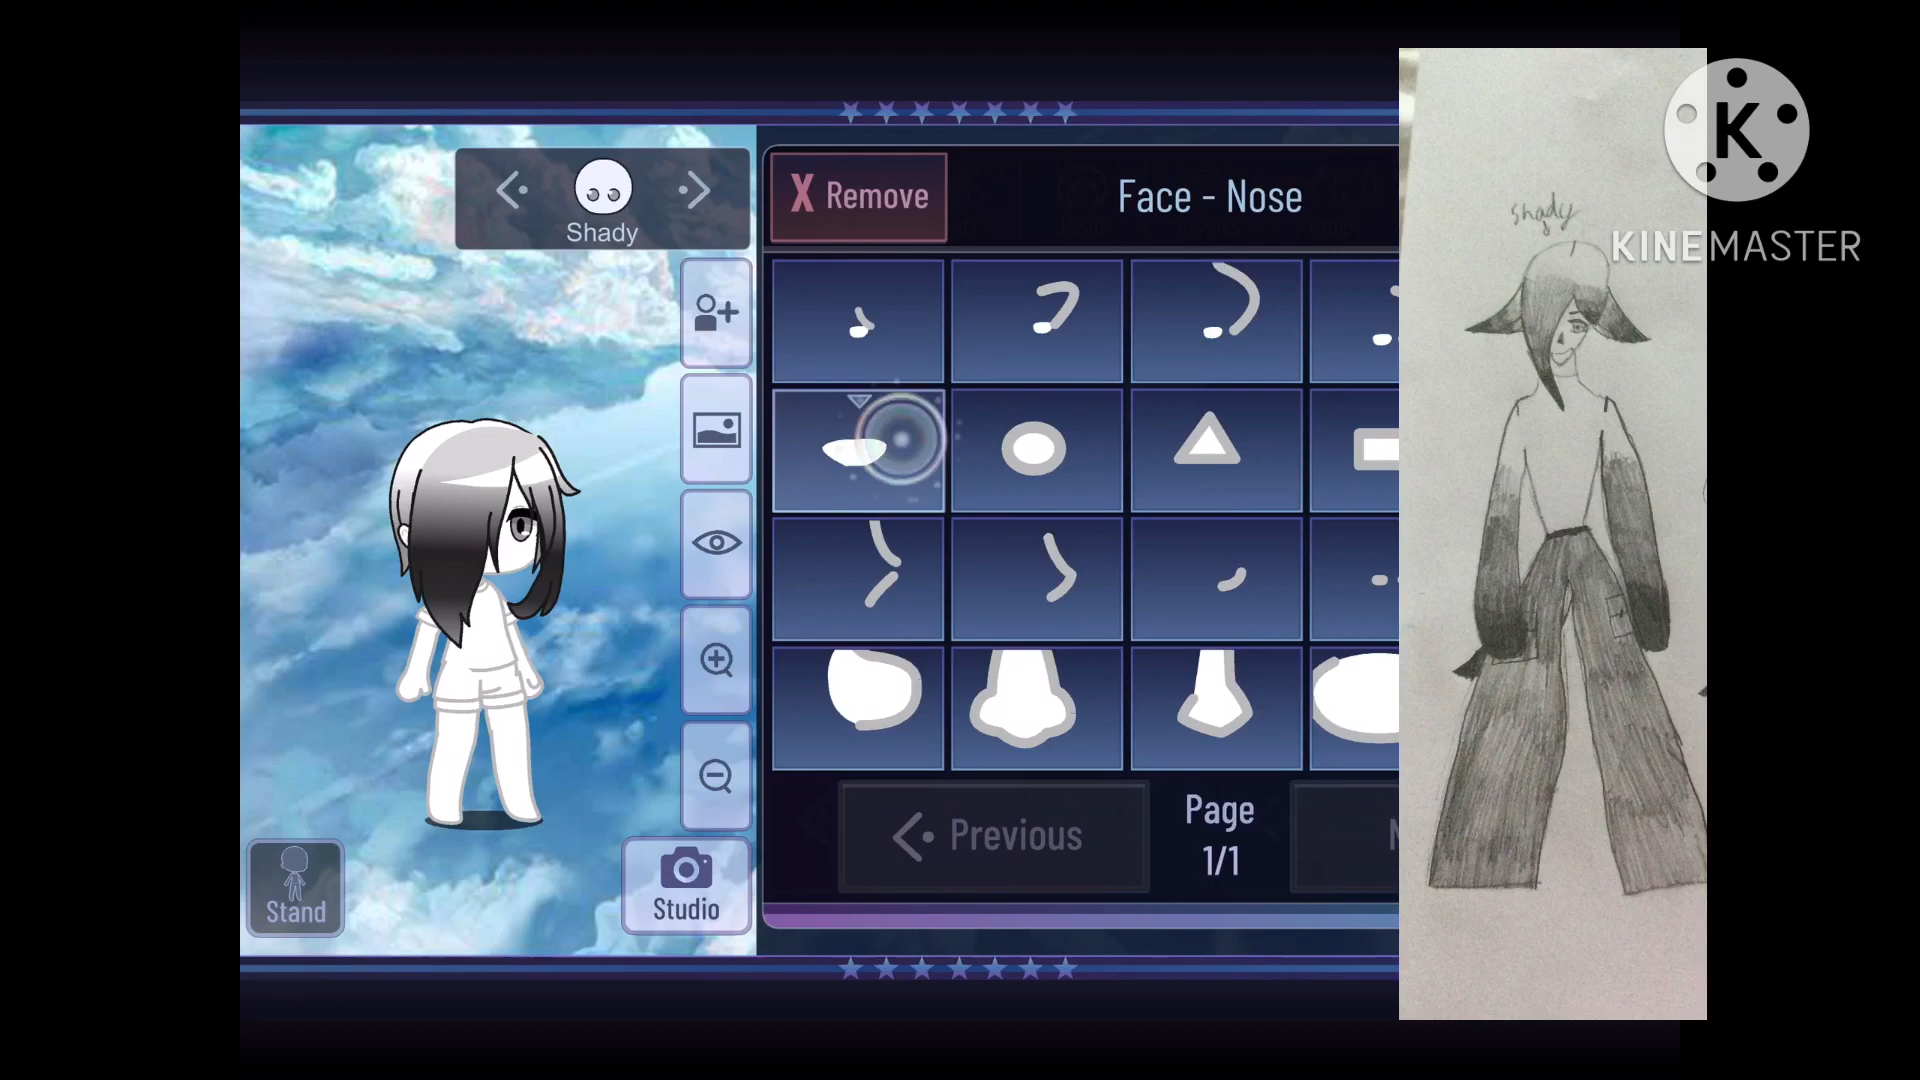 Shady
X Remove
Face - Nose
Previous
Page
1/1
N
Stand
Studio
shady
K
KINEMASTER